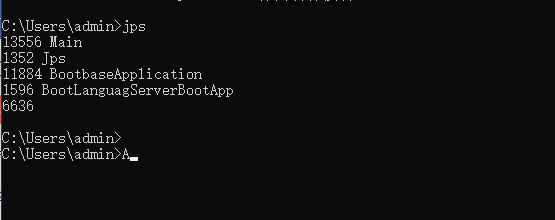 C:\Users\admin>jps
13556 Main
1352 Jps
11884 BootbaseApplication
1596 BootLanguagServerBootApp
6636
C:\Users\admin>
C:\Users\admin>A